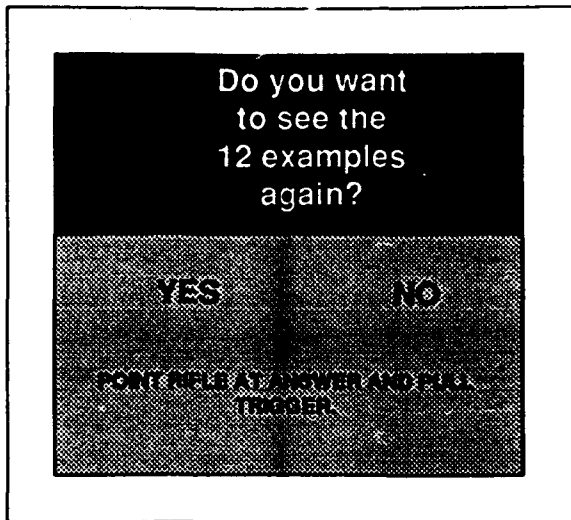 Do you want
to see the
12 examples
again?
YES NO
POINT RIFLE AT ANSWER AND PULL
TRIGGER.